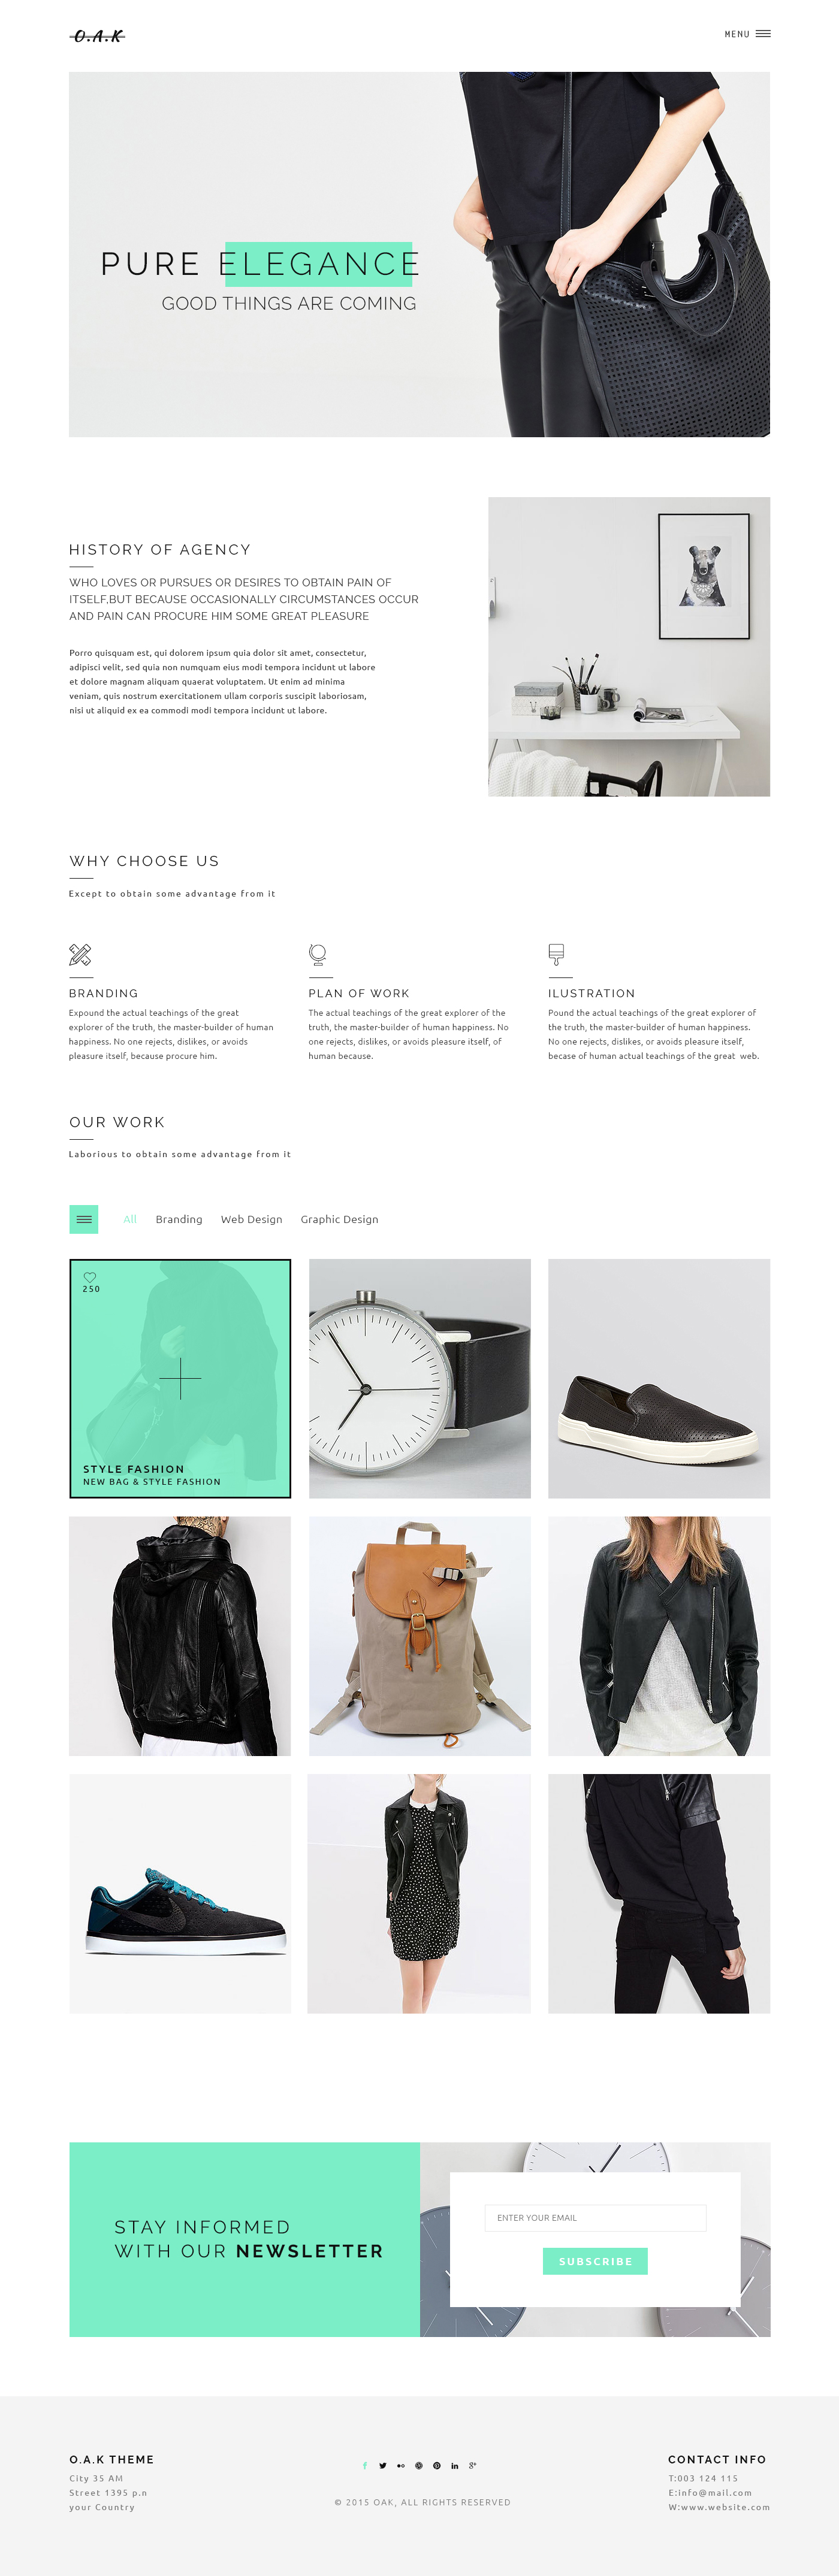 O.A.K
MENU
PURE ELEGANCE
GOOD THINGS ARE COMING
HISTORY OF AGENCY
WHO LOVES OR PURSUES OR DESIRES TO OBTAIN PAIN OF
ITSELF,BUT BECAUSE OCCASIONALLY CIRCUMSTANCES OCCUR
AND PAIN CAN PROCURE HIM SOME GREAT PLEASURE
Porro quisquam est, qui dolorem ipsum quia dolor sit amet, consectetur,
adipisci velit, sed quia non numquam eius modi tempora incidunt ut labore
et dolore magnam aliquam quaerat voluptatem. Ut enim ad minima
veniam, quis nostrum exercitationem ullam corporis suscipit laboriosam,
nisi ut aliquid ex ea commodi modi tempora incidunt ut labore.
WHY CHOOSE US
Except to obtain some advantage from it
BRANDING
Expound the actual teachings of the great
explorer of the truth, the master-builder of human
happiness. No one rejects, dislikes, or avoids
pleasure itself, because procure him.
PLAN OF WORK
The actual teachings of the great explorer of the
truth, the master-builder of human happiness. No
one rejects, dislikes, or avoids pleasure itself, of
human because.
ILUSTRATION
Pound the actual teachings of the great explorer of
the truth, the master-builder of human happiness.
No one rejects, dislikes, or avoids pleasure itself,
becase of human actual teachings of the great web.
OUR WORK
Laborious to obtain some advantage from it
All Branding Web Design Graphic Design
250
STYLE FASHION
NEW BAG & STYLE FASHION
STAY INFORMED
WITH OUR NEWSLETTER
ENTER YOUR EMAIL
SUBSCRIBE
O.A.K THEME
City 35 AM
Street 1395 p.n
your Country
© 2015 OAK, ALL RIGHTS RESERVED
CONTACT INFO
T:003 124 115
E:info@mail.com
W:www.website.com